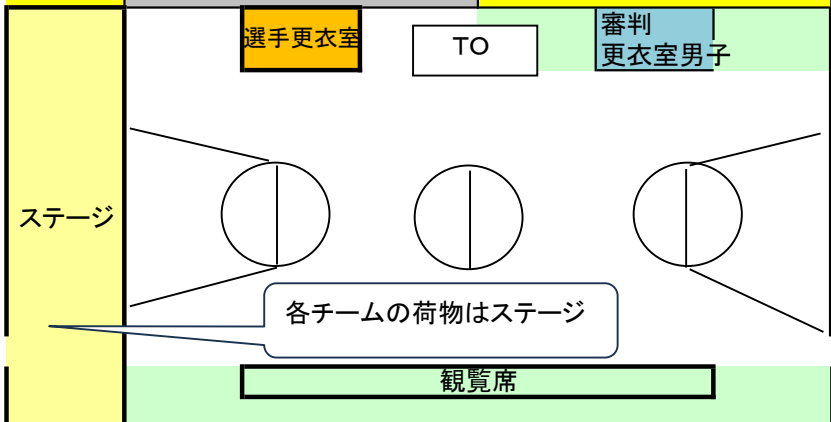 選手更衣室
TO
審判
更衣室男子
ステージ
各チームの荷物はステージ
観覧席